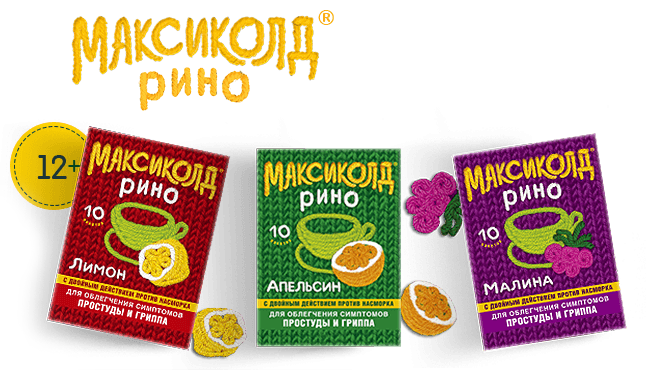 МАКСИКОЛД®
РИНО
12+
МАКСИКОЛД®
РИНО
10
ЛИМОН
С ДВОЙНЫМ ДЕЙСТВИЕМ ПРОТИВ НАСМОРКА
ДЛЯ ОБЛЕГЧЕНИЯ СИМПТОМОВ
ПРОСТУДЫ И ГРИППА
МАКСИКОЛД®
РИНО
10
АПЕЛЬСИН
С ДВОЙНЫМ ДЕЙСТВИЕМ ПРОТИВ НАСМОРКА
ДЛЯ ОБЛЕГЧЕНИЯ СИМПТОМОВ
ПРОСТУДЫ И ГРИППА
МАКСИКОЛД®
РИНО
10
МАЛИНА
С ДВОЙНЫМ ДЕЙСТВИЕМ ПРОТИВ НАСМОРКА
ДЛЯ ОБЛЕГЧЕНИЯ СИМПТОМОВ
ПРОСТУДЫ И ГРИППА